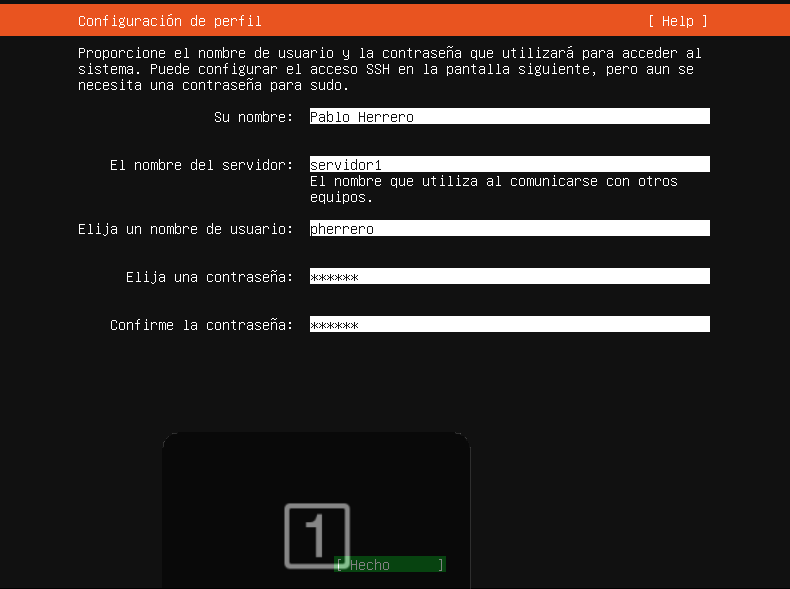 Configuración de perfil [ Help ]
Proporcione el nombre de usuario y la contraseña que utilizará para acceder al
sistema. Puede configurar el acceso SSH en la pantalla siguiente, pero aun se
necesita una contraseña para sudo.
Su nombre: Pablo Herrero
El nombre del servidor: servidor1
El nombre que utiliza al comunicarse con otros
equipos.
Elija un nombre de usuario: pherrero
Elija una contraseña: ******
Confirme la contraseña: ******
1
[ Hecho ]